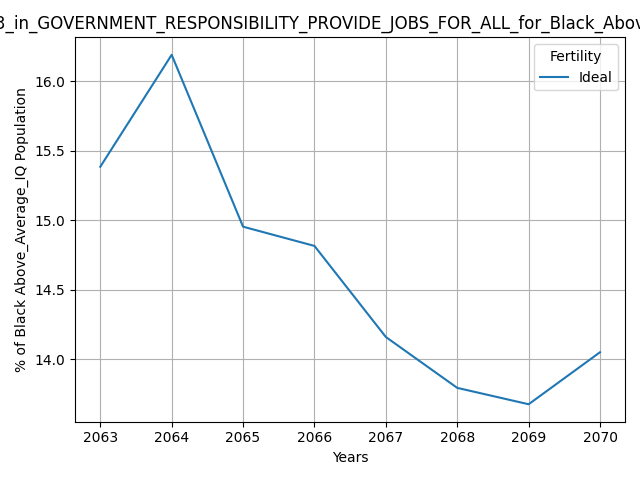 3_in_GOVERNMENT_RESPONSIBILITY_PROVIDE_JOBS_FOR_ALL_for_Black_Abov
% of Black Above_Average_IQ Population
16.0
15.5
15.0
14.5
14.0
Fertility
Ideal
2063 2064 2065 2066 2067 2068 2069 2070
Years